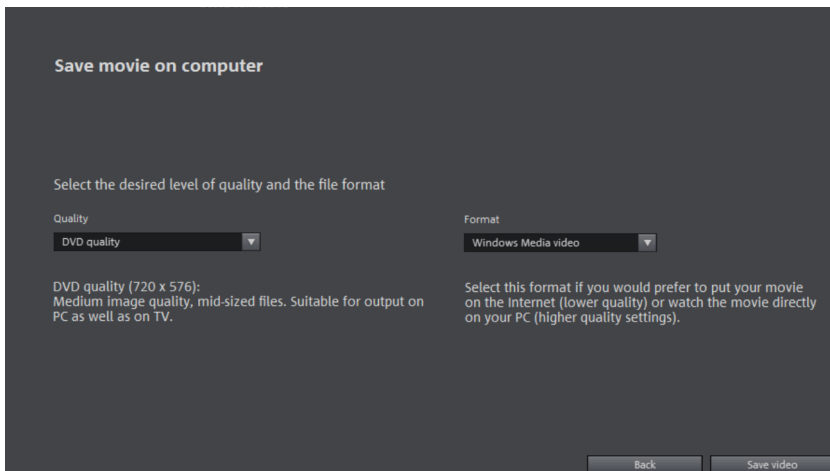 Save movie on computer
Select the desired level of quality and the file format
Quality
DVD quality
DVD quality (720 x 576):
Medium image quality, mid-sized files. Suitable for output on
PC as well as on TV.
Format
Windows Media video
Select this format if you would prefer to put your movie
on the Internet (lower quality) or watch the movie directly
on your PC (higher quality settings).
Back
Save video